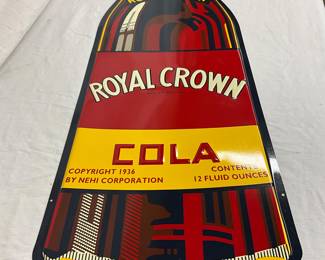 ROYAL CROWN
COLA
COPYRIGHT 1936
BY NEHI CORPORATION
CONTENTS
12 FLUID OUNCES